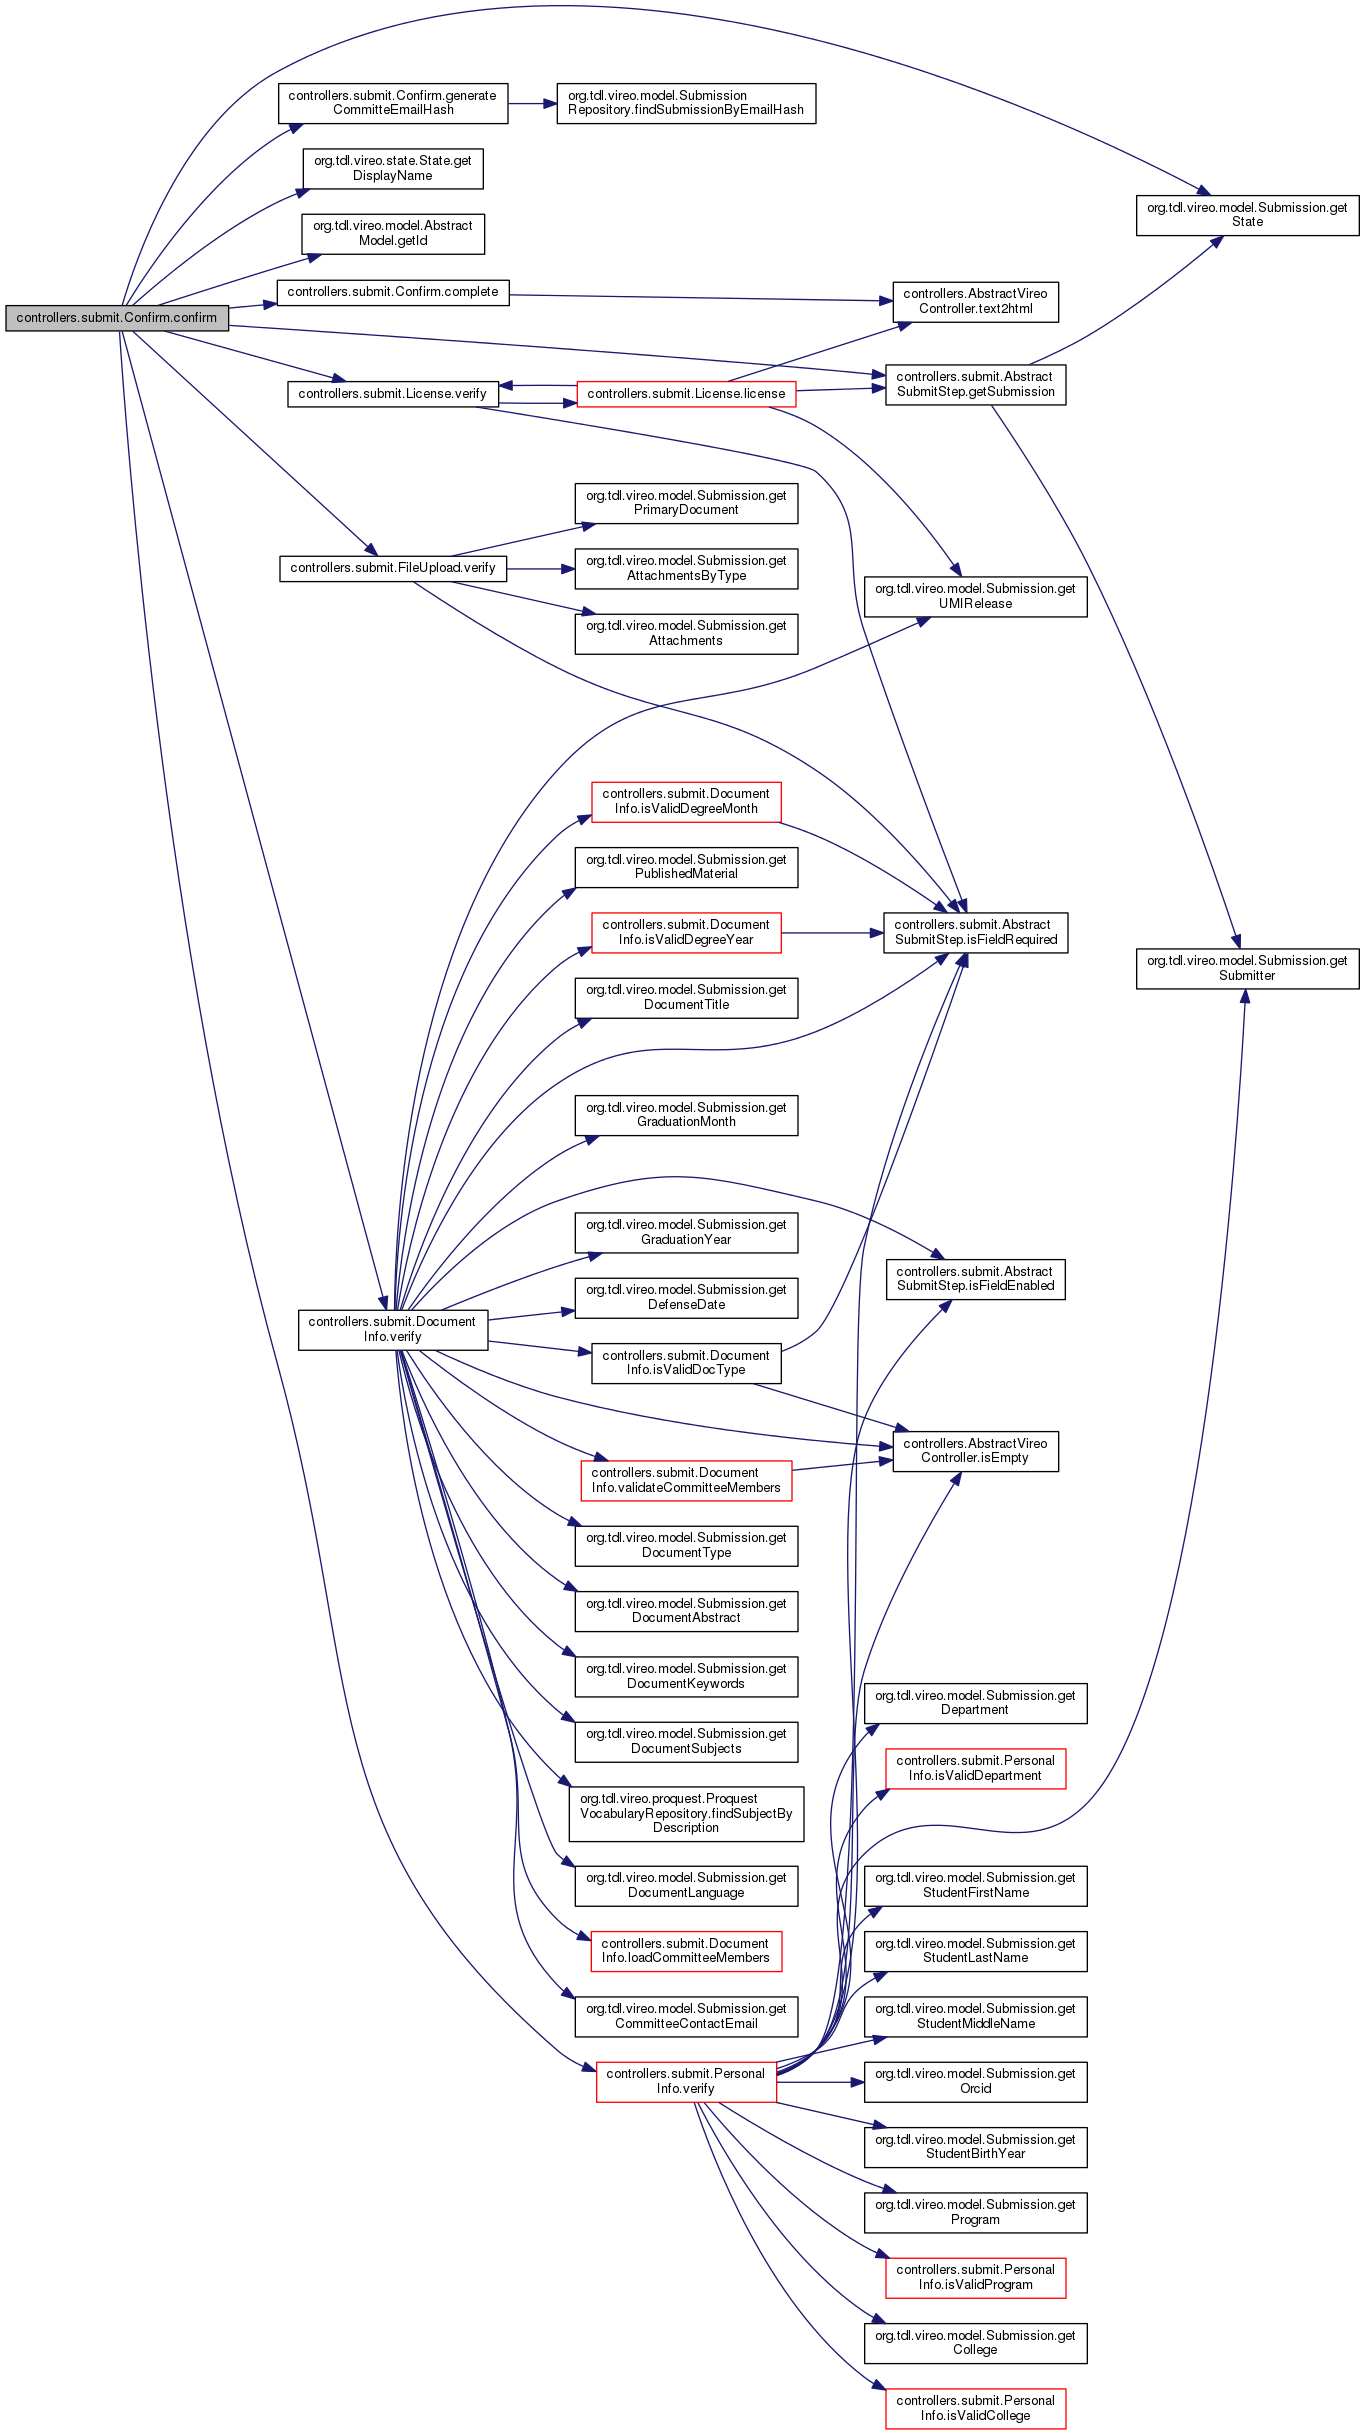 controllers.submit.Confirm.confirm
controllers.submit.Confirm.generate
CommitteEmailHash
org.tdl.vireo.model.Submission
Repository.findSubmissionByEmailHash
org.tdl.vireo.state.State.get
DisplayName
org.tdl.vireo.model.Abstract
Model.getId
controllers.submit.Confirm.complete
controllers.submit.License.verify
controllers.submit.License.license
controllers.AbstractVireo
Controller.text2html
controllers.submit.Abstract
SubmitStep.getSubmission
org.tdl.vireo.model.Submission.get
State
controllers.submit.FileUpload.verify
org.tdl.vireo.model.Submission.get
PrimaryDocument
org.tdl.vireo.model.Submission.get
AttachmentsByType
org.tdl.vireo.model.Submission.get
Attachments
org.tdl.vireo.model.Submission.get
UMIRelease
controllers.submit.Document
Info.isValidDegreeMonth
org.tdl.vireo.model.Submission.get
PublishedMaterial
controllers.submit.Document
Info.isValidDegreeYear
controllers.submit.Abstract
SubmitStep.isFieldRequired
org.tdl.vireo.model.Submission.get
Submitter
org.tdl.vireo.model.Submission.get
DocumentTitle
org.tdl.vireo.model.Submission.get
GraduationMonth
org.tdl.vireo.model.Submission.get
GraduationYear
controllers.submit.Abstract
SubmitStep.isFieldEnabled
org.tdl.vireo.model.Submission.get
DefenseDate
controllers.submit.Document
Info.verify
controllers.submit.Document
Info.isValidDocType
controllers.AbstractVireo
Controller.isEmpty
controllers.submit.Document
Info.validateCommitteeMembers
org.tdl.vireo.model.Submission.get
DocumentType
org.tdl.vireo.model.Submission.get
DocumentAbstract
org.tdl.vireo.model.Submission.get
DocumentKeywords
org.tdl.vireo.model.Submission.get
DocumentSubjects
org.tdl.vireo.proquest.Proquest
VocabularyRepository.findSubjectBy
Description
org.tdl.vireo.model.Submission.get
DocumentLanguage
controllers.submit.Document
Info.loadCommitteeMembers
org.tdl.vireo.model.Submission.get
CommitteeContactEmail
controllers.submit.Personal
Info.verify
org.tdl.vireo.model.Submission.get
Department
controllers.submit.Personal
Info.isValidDepartment
org.tdl.vireo.model.Submission.get
StudentFirstName
org.tdl.vireo.model.Submission.get
StudentLastName
org.tdl.vireo.model.Submission.get
StudentMiddleName
org.tdl.vireo.model.Submission.get
Orcid
org.tdl.vireo.model.Submission.get
StudentBirthYear
org.tdl.vireo.model.Submission.get
Program
controllers.submit.Personal
Info.isValidProgram
org.tdl.vireo.model.Submission.get
College
controllers.submit.Personal
Info.isValidCollege